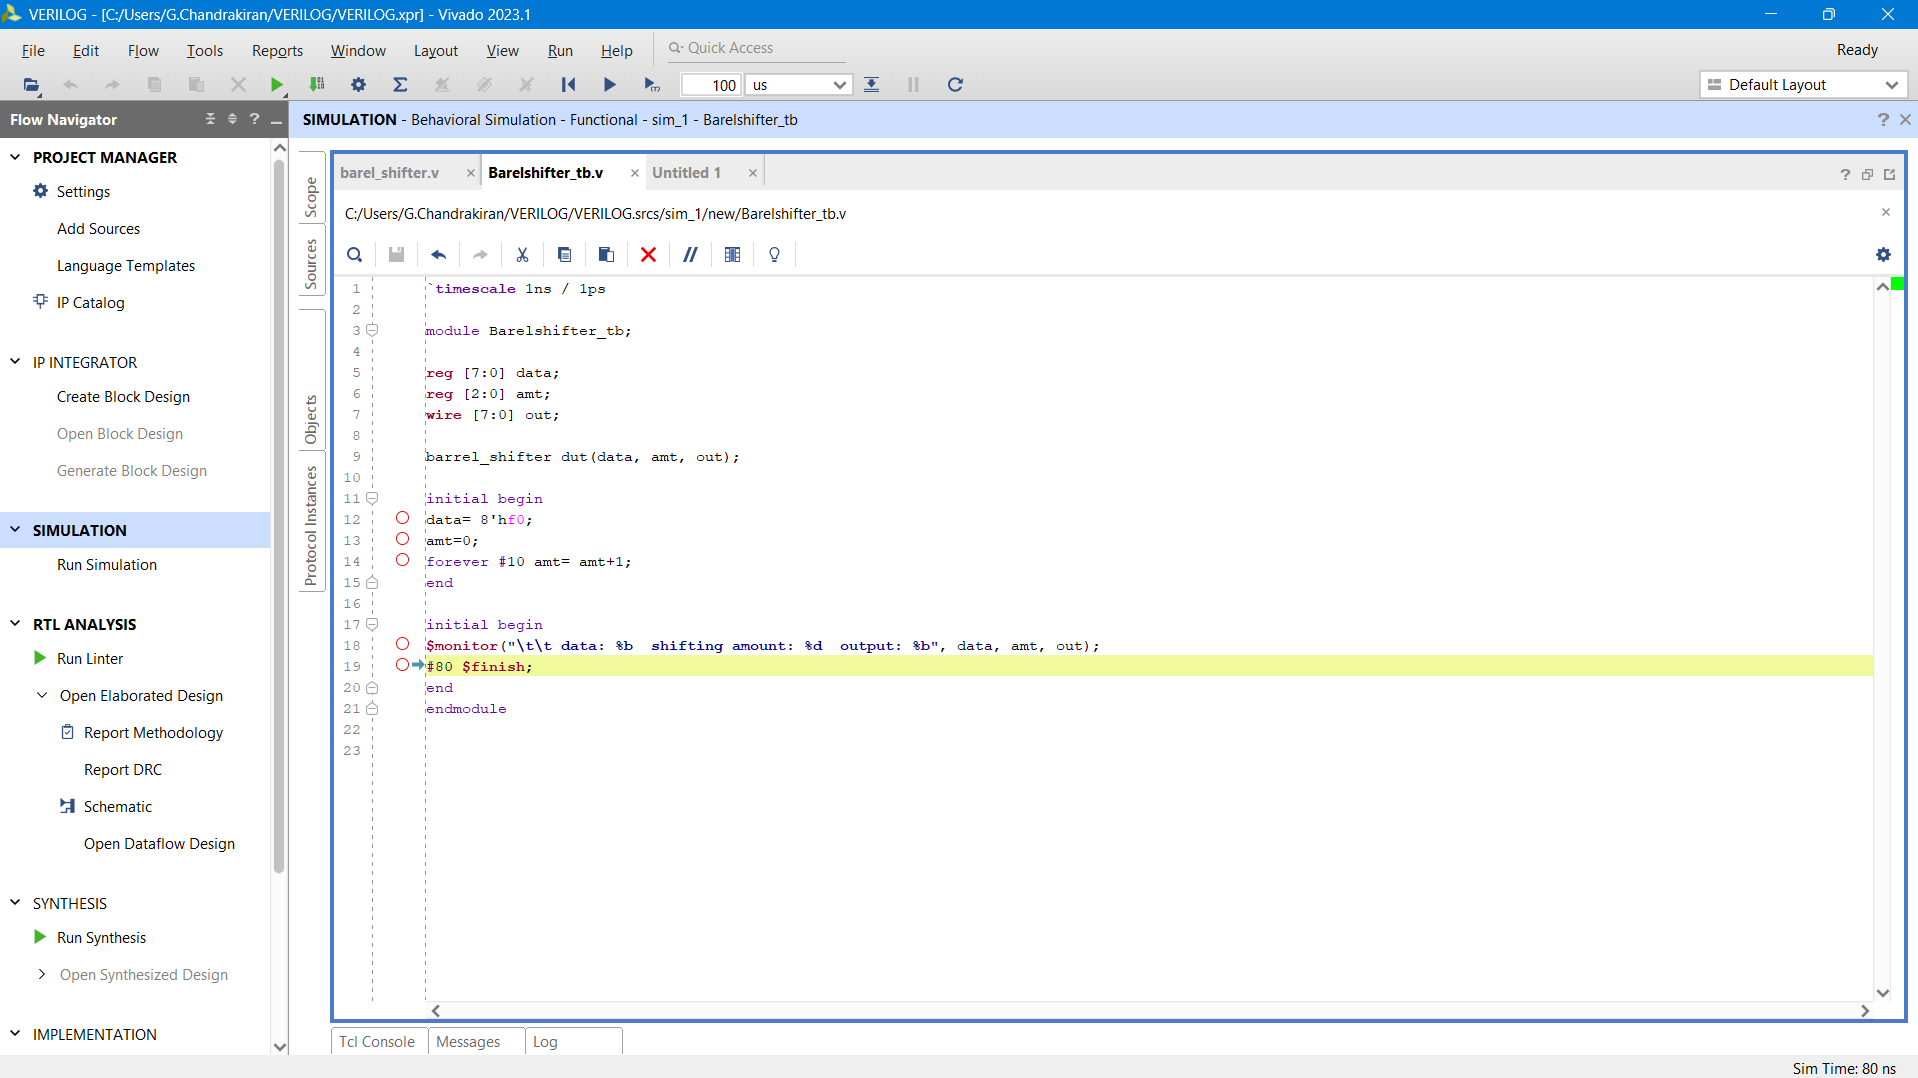 VERILOG - [C:/Users/G.Chandrakiran/VERILOG/VERILOG.xpr] - Vivado 2023.1
File Edit Flow Tools Reports Window Layout View Run Help Quick Access Ready
100 us Default Layout
Flow Navigator
SIMULATION - Behavioral Simulation - Functional - sim_1 - Barelshifter_tb
PROJECT MANAGER
Settings
Add Sources
Language Templates
IP Catalog
IP INTEGRATOR
Create Block Design
Open Block Design
Generate Block Design
SIMULATION
Run Simulation
RTL ANALYSIS
Run Linter
Open Elaborated Design
Report Methodology
Report DRC
Schematic
Open Dataflow Design
SYNTHESIS
Run Synthesis
Open Synthesized Design
IMPLEMENTATION
Scope
Sources
Objects
Protocol Instances
barel_shifter.v Barelshifter_tb.v Untitled 1
C:/Users/G.Chandrakiran/VERILOG/VERILOG.srcs/sim_1/new/Barelshifter_tb.v
1 `timescale 1ns / 1ps
2
3 module Barelshifter_tb;
4
5 reg [7:0] data;
6 reg [2:0] amt;
7 wire [7:0] out;
8
9 barrel_shifter dut(data, amt, out);
10
11 initial begin
12 data= 8'hf0;
13 amt=0;
14 forever #10 amt= amt+1;
15 end
16
17 initial begin
18 $monitor("\t\t data: %b  shifting amount: %d  output: %b", data, amt, out);
19 #80 $finish;
20 end
21 endmodule
22
23
Tcl Console Messages Log
Sim Time: 80 ns